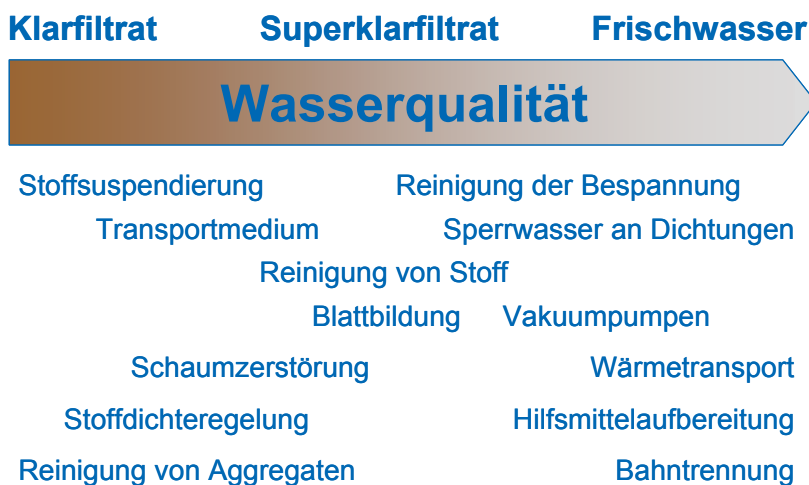 Klarfiltrat Superklarfiltrat Frischwasser
Wasserqualität
Stoffsuspendierung Reinigung der Bespannung
Transportmedium Sperrwasser an Dichtungen
Reinigung von Stoff
Blattbildung Vakuumpumpen
Schaumzerstörung Wärmetransport
Stoffdichteregelung Hilfsmittelaufbereitung
Reinigung von Aggregaten Bahntrennung